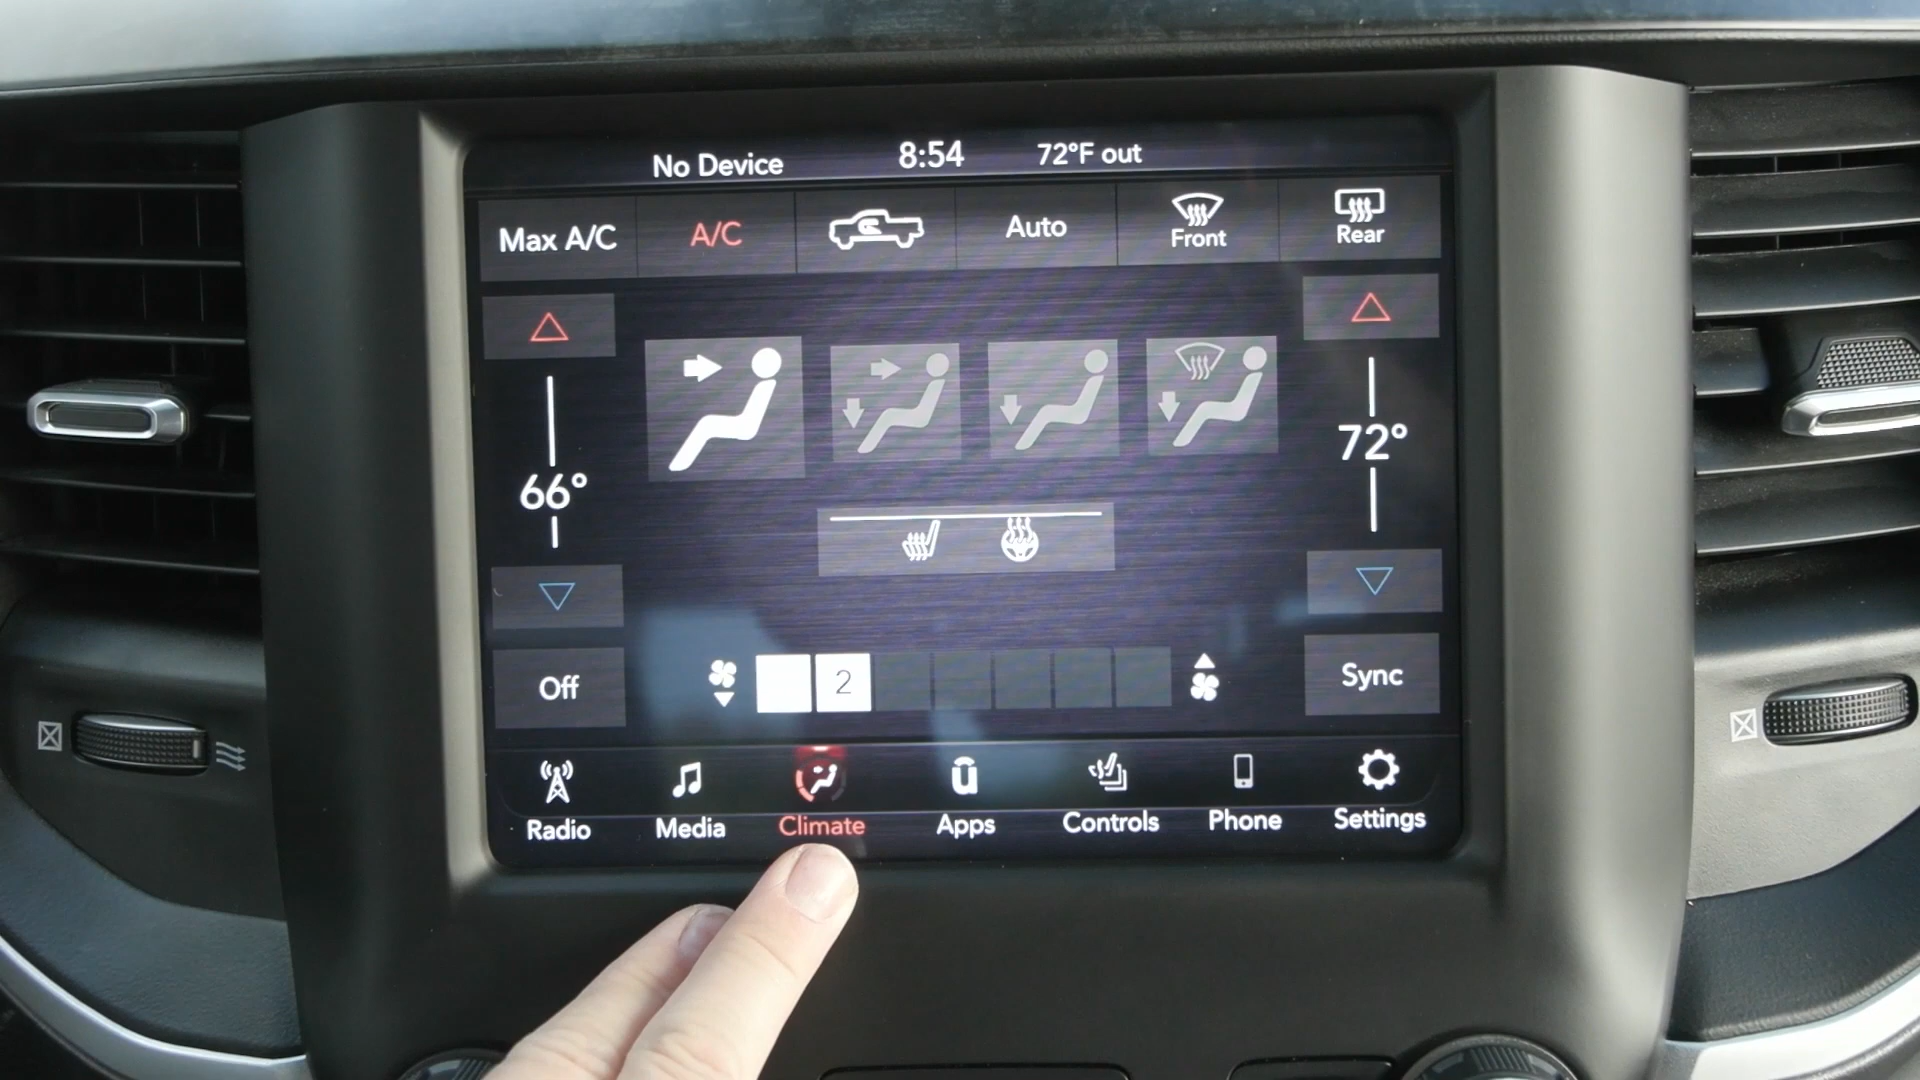 No Device 8:54 72°F out
Max A/C A/C Auto Front Rear
66° 72°
Off 2 Sync
Radio Media Climate Apps Controls Phone Settings